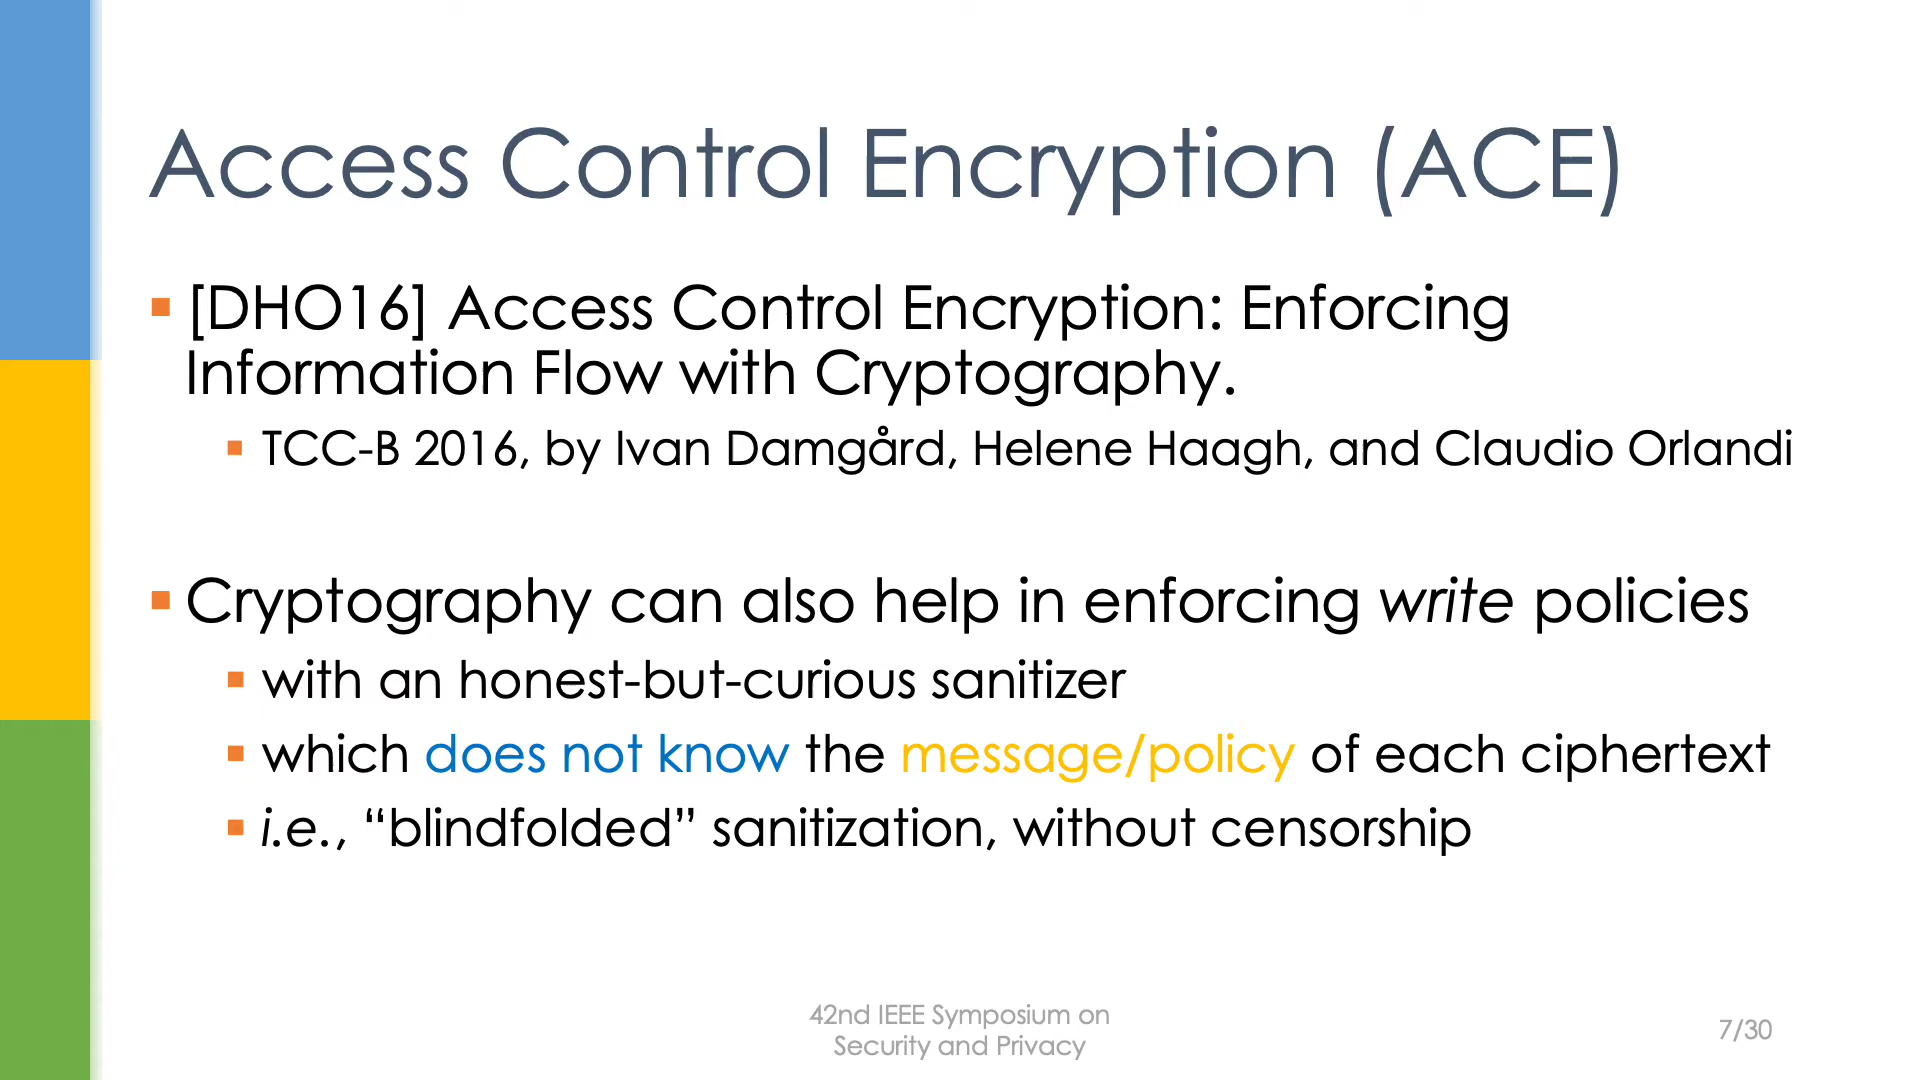 Access Control Encryption (ACE)
[DHO16] Access Control Encryption: Enforcing
Information Flow with Cryptography.
TCC-B 2016, by Ivan Damgård, Helene Haagh, and Claudio Orlandi
Cryptography can also help in enforcing write policies
with an honest-but-curious sanitizer
which does not know the message/policy of each ciphertext
i.e., “blindfolded” sanitization, without censorship
42nd IEEE Symposium on
Security and Privacy
7/30